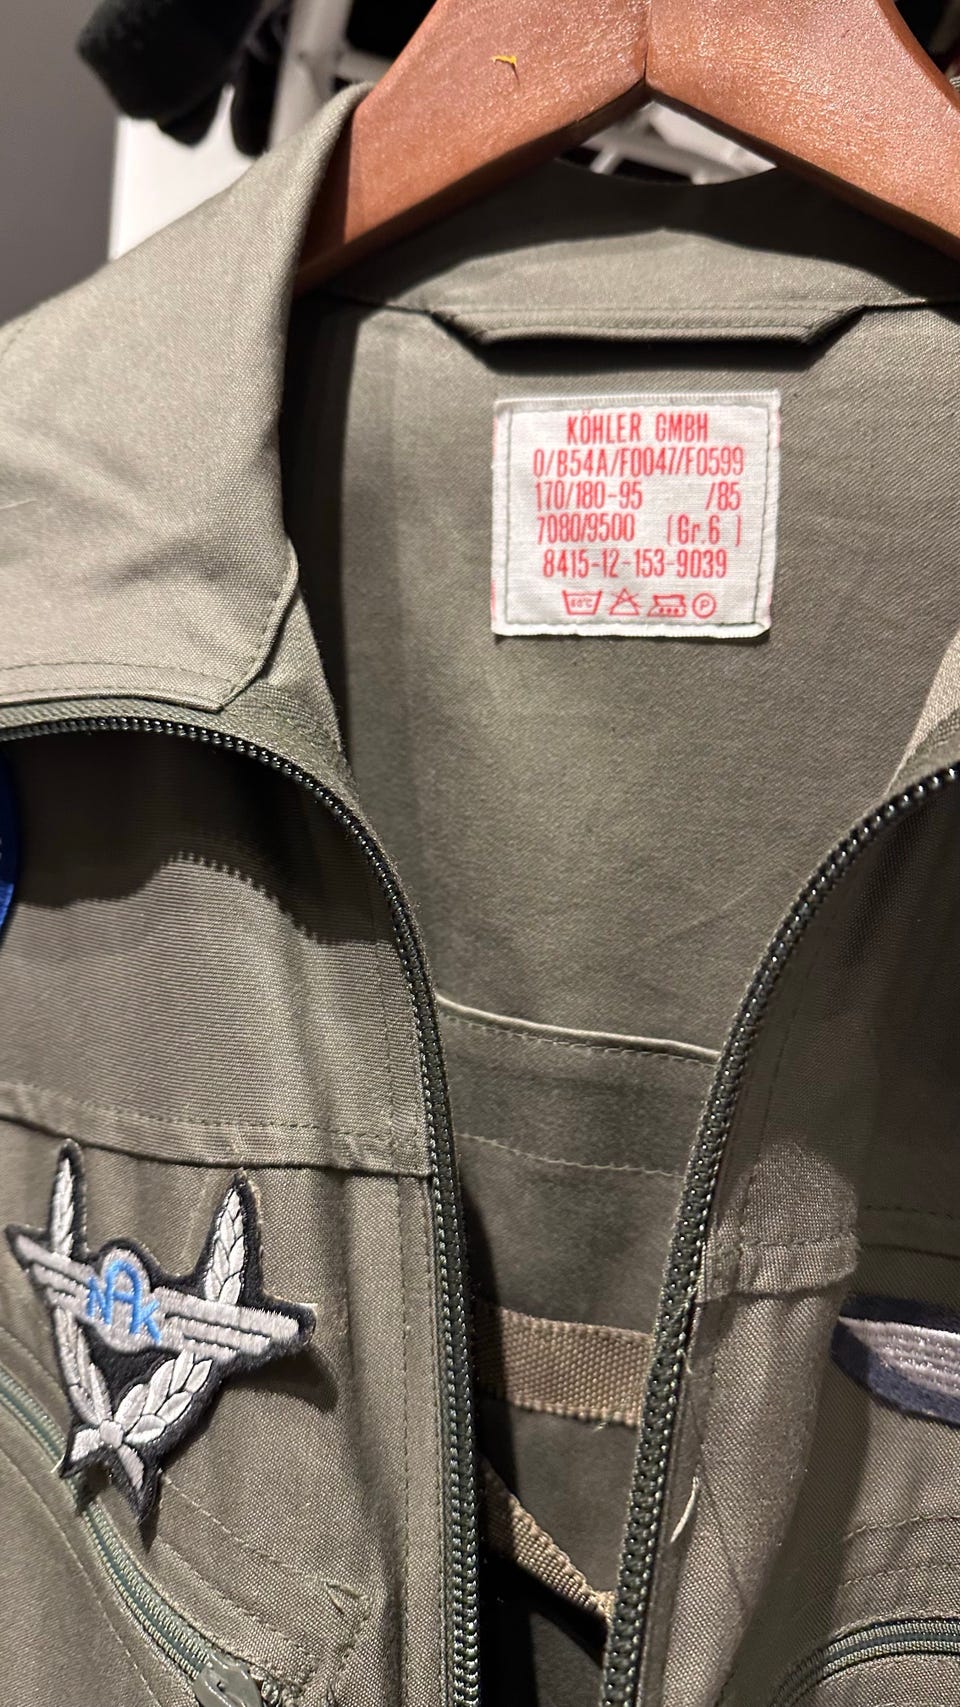 KÖHLER GMBH
0/B54A/F0047/F0599
170/180-95 /85
7080/9500 (Gr.6 )
8415-12-153-9039
60°C P
NAK